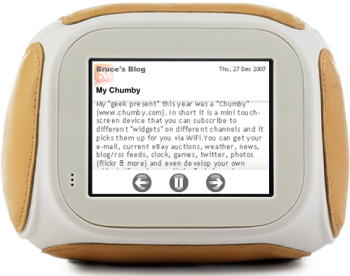 Bruce's Blog Thu, 27 Dec 2007
My Chumby
My "geek present" this year was a "Chumby"
(www.chumby.com). In short it is a mini touch-
screen device that you can subscribe to
different "widgets" on different channels and it
picks them up for you via WIFI.You can get your
e-mail, current eBay auctions, weather, news,
blog/rss feeds, clock, games, twitter, photos
(flickr & more) and even develop your own